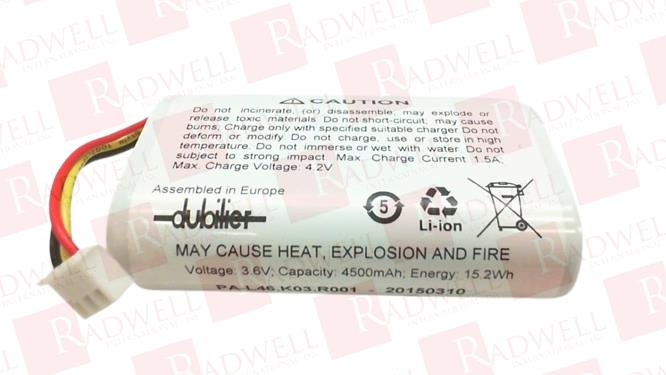 CAUTION
Do not incinerate, (or) disassemble, may explode or
release toxic materials. Do not short-circuit, may cause
burns, Charge only with specified suitable charger Do not
deform or modify. Do not charge, use or store in high
temperature. Do not immerse or wet with water. Do not
subject to strong impact. Max. Charge Current: 1.5A,
Max. Charge Voltage: 4.2V
Assembled in Europe
dubilier
5
Li-ion
MAY CAUSE HEAT, EXPLOSION AND FIRE
Voltage: 3.6V; Capacity: 4500mAh; Energy: 15.2Wh
PA-L46.K03.R001 20150310
RADWELL
INTERNATIONAL, INC.